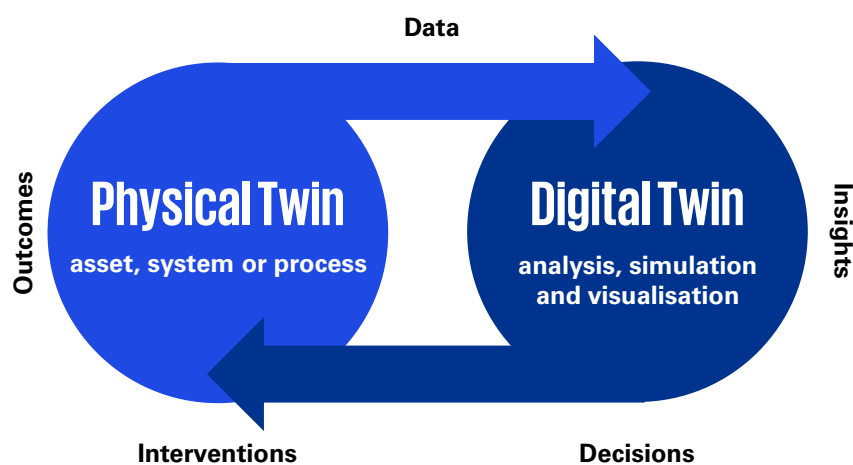 Data
Outcomes
Physical Twin
asset, system or process
Digital Twin
analysis, simulation
and visualisation
Insights
Interventions
Decisions